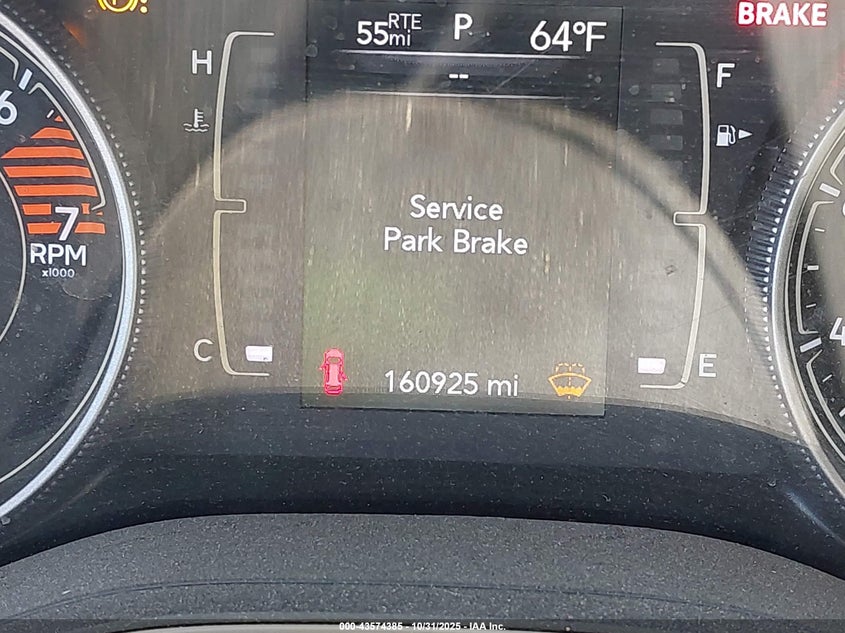 55 RTE mi P 64°F
BRAKE
--
H
F
6
Service
Park Brake
7
RPM
x1000
C
E
160925 mi
4
000-43574385 - 10/31/2025 - IAA Inc.